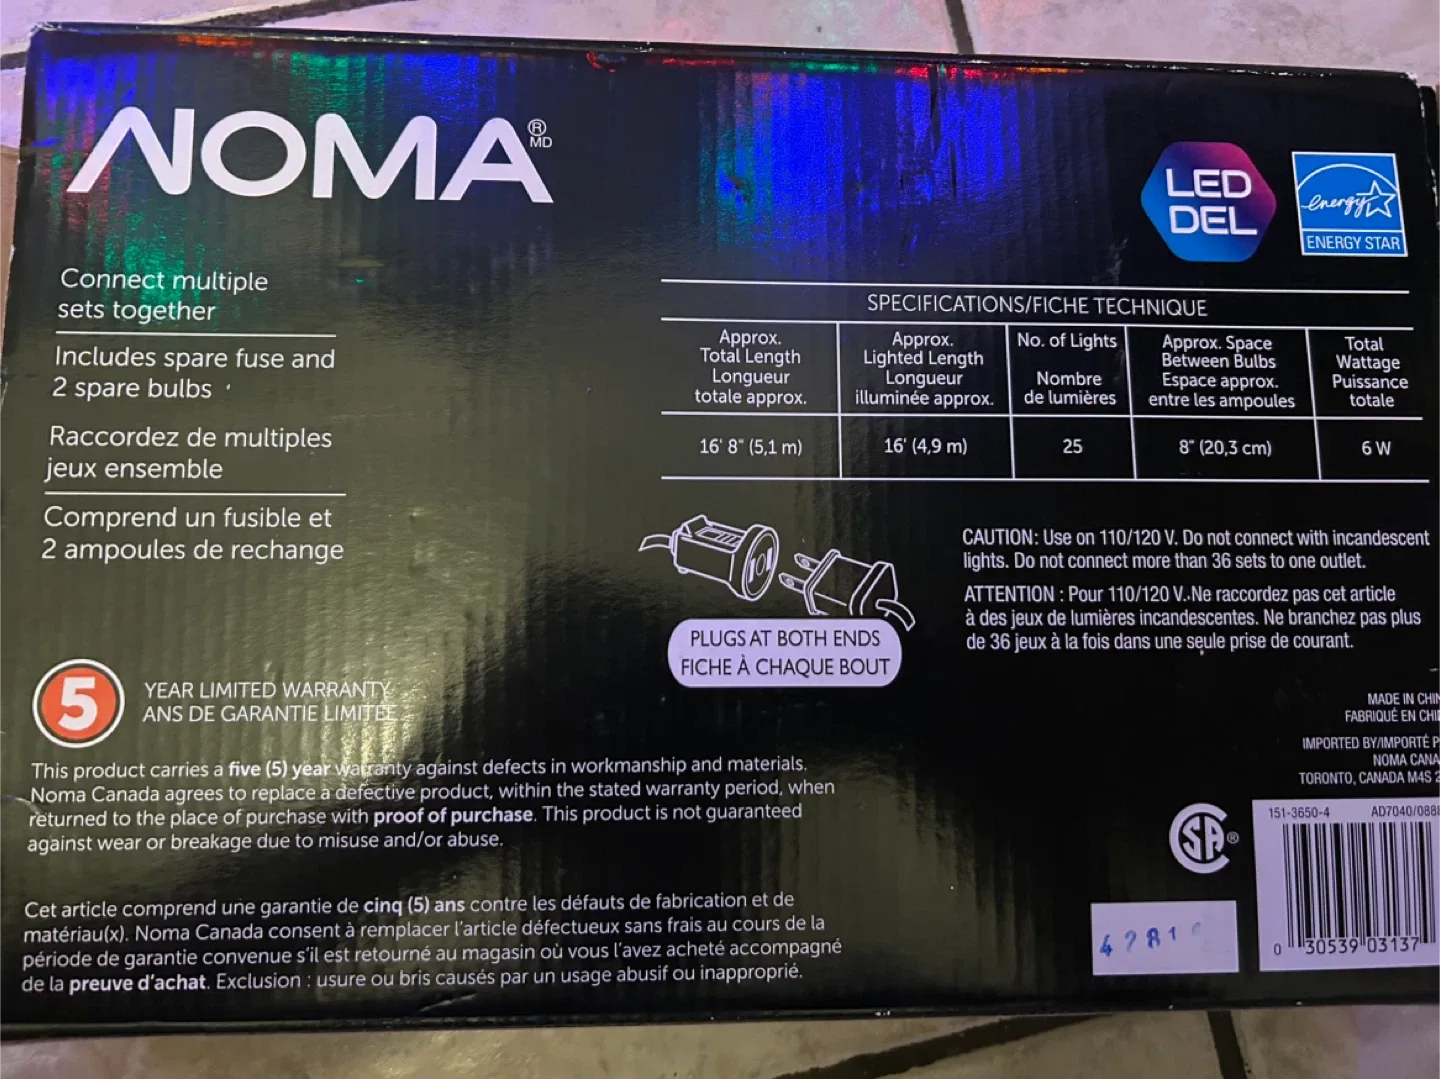 NOMA® MD
LED
DEL
energy
ENERGY STAR
Connect multiple
sets together
Includes spare fuse and
2 spare bulbs
Raccordez de multiples
jeux ensemble
Comprend un fusible et
2 ampoules de rechange
SPECIFICATIONS/FICHE TECHNIQUE
Approx.
Total Length
Longueur
totale approx.
Approx.
Lighted Length
Longueur
illuminée approx.
No. of Lights
Nombre
de lumières
Approx. Space
Between Bulbs
Espace approx.
entre les ampoules
Total
Wattage
Puissance
totale
16' 8" (5,1 m)
16' (4,9 m)
25
8" (20,3 cm)
6 W
PLUGS AT BOTH ENDS
FICHE À CHAQUE BOUT
CAUTION: Use on 110/120 V. Do not connect with incandescent
lights. Do not connect more than 36 sets to one outlet.
ATTENTION : Pour 110/120 V. Ne raccordez pas cet article
à des jeux de lumières incandescentes. Ne branchez pas plus
de 36 jeux à la fois dans une seule prise de courant.
5
YEAR LIMITED WARRANTY
ANS DE GARANTIE LIMITÉE
This product carries a five (5) year warranty against defects in workmanship and materials.
Noma Canada agrees to replace a defective product, within the stated warranty period, when
returned to the place of purchase with proof of purchase. This product is not guaranteed
against wear or breakage due to misuse and/or abuse.
Cet article comprend une garantie de cinq (5) ans contre les défauts de fabrication et de
matériau(x). Noma Canada consent à remplacer l'article défectueux sans frais au cours de la
période de garantie convenue s'il est retourné au magasin où vous l'avez acheté accompagné
de la preuve d'achat. Exclusion : usure ou bris causés par un usage abusif ou inapproprié.
MADE IN CHIN
FABRIQUÉ EN CHI
IMPORTED BY/IMPORTÉ P
NOMA CANA
TORONTO, CANADA M4S 2
SA®
151-3650-4 AD7040/088
0 30539 03137